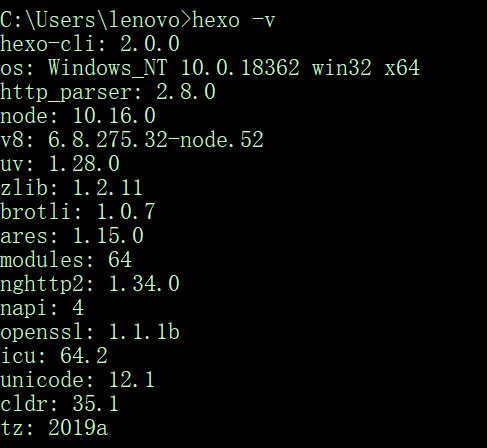 C:\Users\lenovo>hexo -v
hexo-cli: 2.0.0
os: Windows_NT 10.0.18362 win32 x64
http_parser: 2.8.0
node: 10.16.0
v8: 6.8.275.32-node.52
uv: 1.28.0
zlib: 1.2.11
brotli: 1.0.7
ares: 1.15.0
modules: 64
nghttp2: 1.34.0
napi: 4
openssl: 1.1.1b
icu: 64.2
unicode: 12.1
cldr: 35.1
tz: 2019a